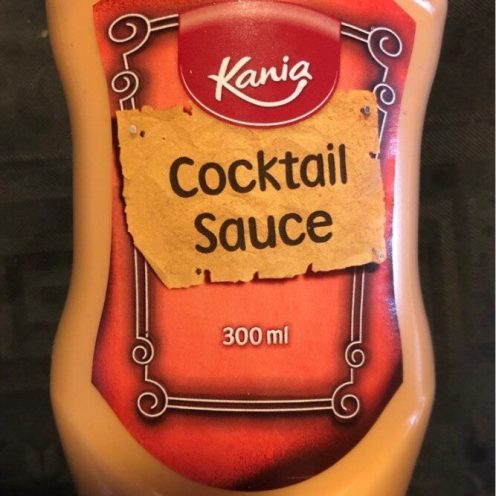 Kania
Cocktail
Sauce
300 ml